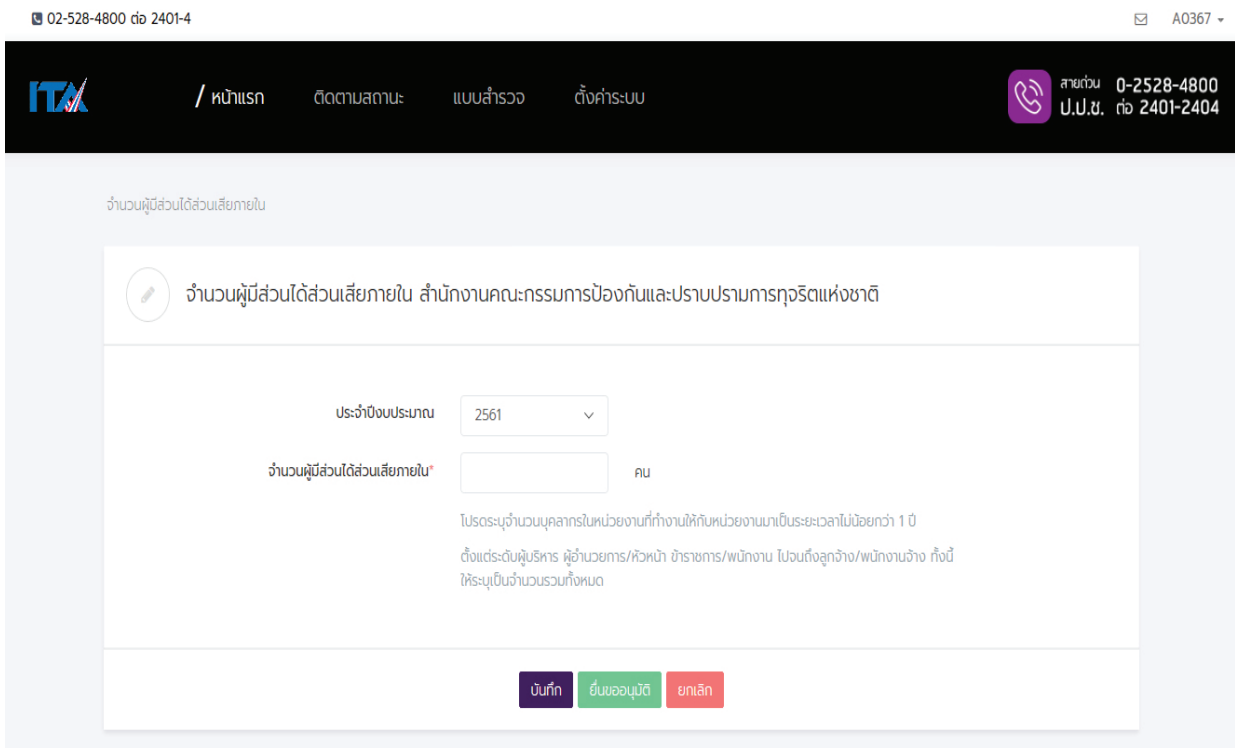 02-528-4800 ต่อ 2401-4
A0367
ITA
/ หน้าแรก ติดตามสถานะ แบบสำรวจ ตั้งค่าระบบ
สายด่วน 0-2528-4800
ป.ป.ช. ต่อ 2401-2404
จำนวนผู้มีส่วนได้ส่วนเสียภายใน
จำนวนผู้มีส่วนได้ส่วนเสียภายใน สำนักงานคณะกรรมการป้องกันและปราบปรามการทุจริตแห่งชาติ
ประจำปีงบประมาณ 2561
จำนวนผู้มีส่วนได้ส่วนเสียภายใน* คน
โปรดระบุจำนวนบุคลากรในหน่วยงานที่ทำงานให้กับหน่วยงานมาเป็นระยะเวลาไม่น้อยกว่า 1 ปี
ตั้งแต่ระดับผู้บริหาร ผู้อำนวยการ/หัวหน้า ข้าราชการ/พนักงาน ไปจนถึงลูกจ้าง/พนักงานจ้าง ทั้งนี้
ให้ระบุเป็นจำนวนรวมทั้งหมด
บันทึก ยื่นขออนุมัติ ยกเลิก